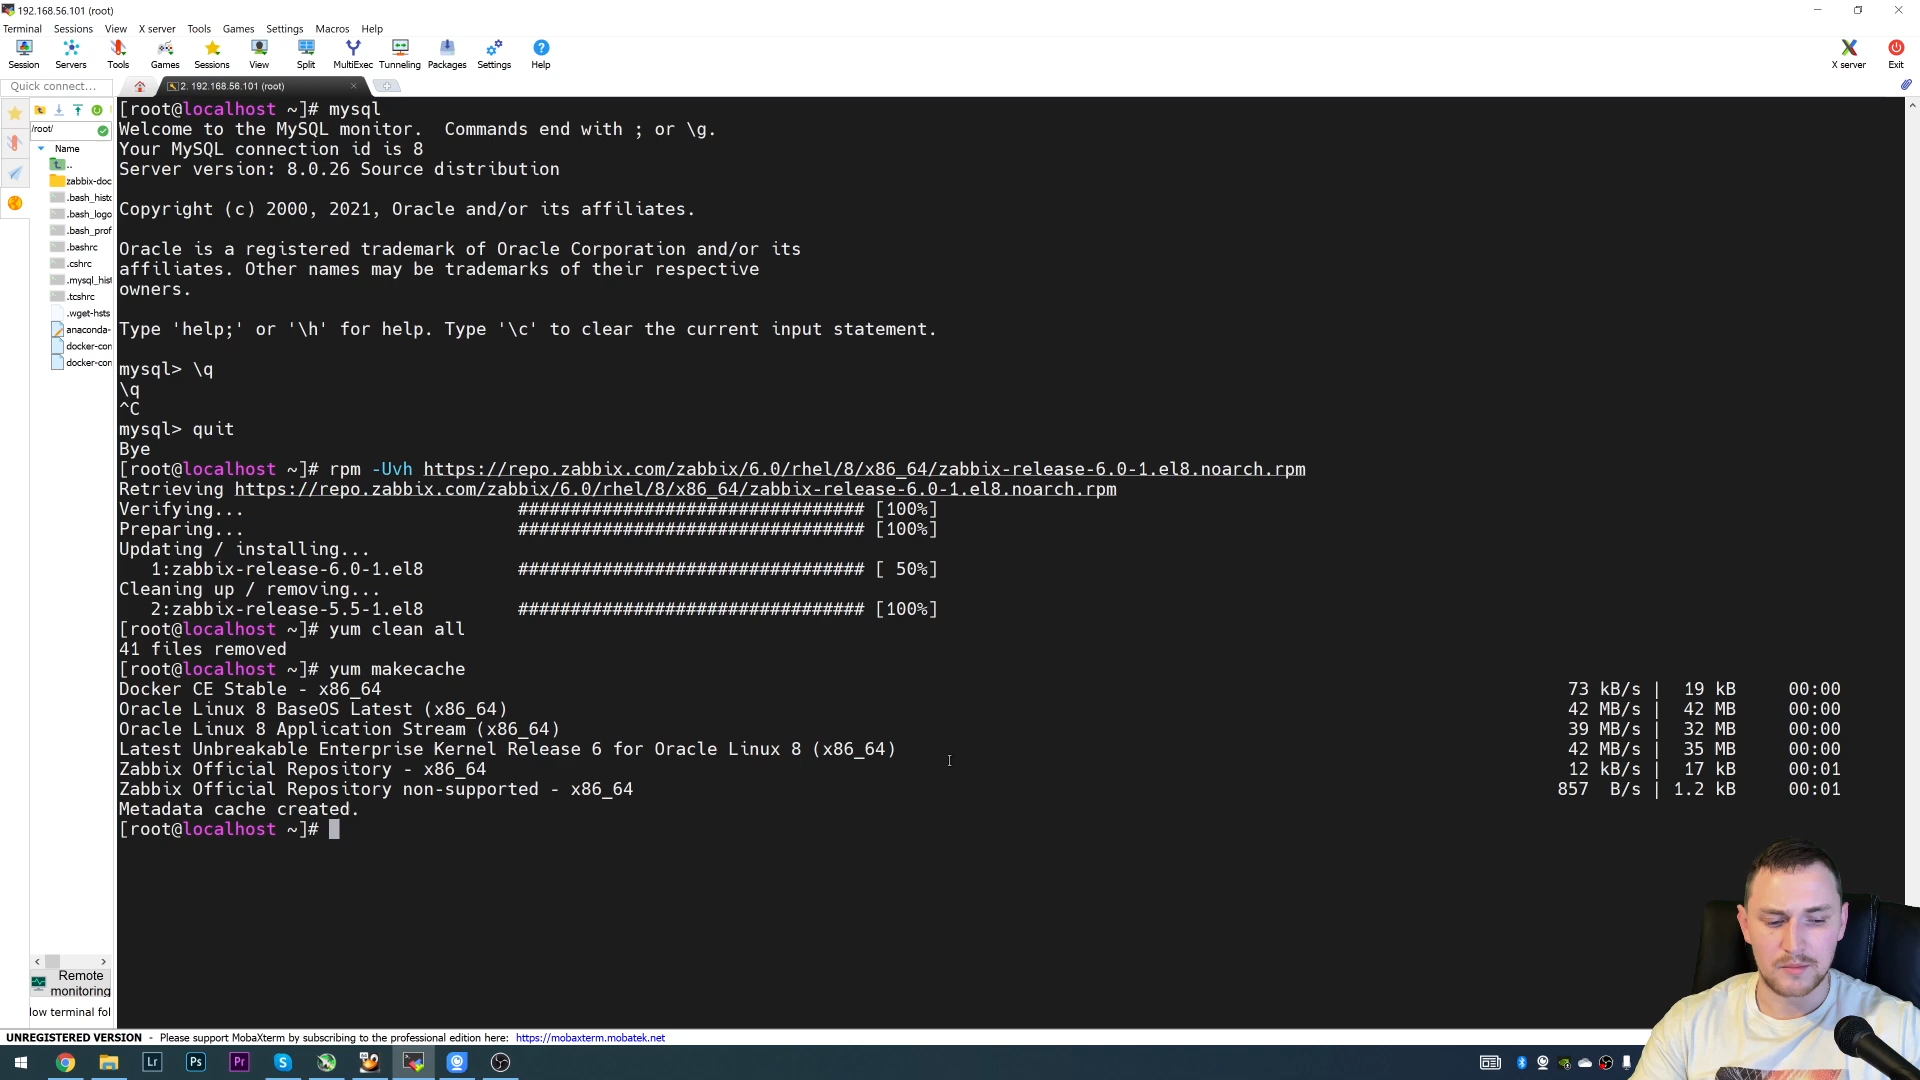 192.168.56.101 (root)
Terminal Sessions View X server Tools Games Settings Macros Help
Session Servers Tools Games Sessions View Split MultiExec Tunneling Packages Settings Help X server Exit
Quick connect...
2. 192.168.56.101 (root)
/root/
Name
..
zabbix-doc
.bash_histo
.bash_logo
.bash_prof
.bashrc
.cshrc
.mysql_hist
.tcshrc
.wget-hsts
anaconda-
docker-con
docker-con
Remote
monitoring
low terminal fol
[root@localhost ~]# mysql
Welcome to the MySQL monitor.  Commands end with ; or \g.
Your MySQL connection id is 8
Server version: 8.0.26 Source distribution
Copyright (c) 2000, 2021, Oracle and/or its affiliates.
Oracle is a registered trademark of Oracle Corporation and/or its
affiliates. Other names may be trademarks of their respective
owners.
Type 'help;' or '\h' for help. Type '\c' to clear the current input statement.
mysql> \q
\q
^C
mysql> quit
Bye
[root@localhost ~]# rpm -Uvh https://repo.zabbix.com/zabbix/6.0/rhel/8/x86_64/zabbix-release-6.0-1.el8.noarch.rpm
Retrieving https://repo.zabbix.com/zabbix/6.0/rhel/8/x86_64/zabbix-release-6.0-1.el8.noarch.rpm
Verifying... ################################# [100%]
Preparing... ################################# [100%]
Updating / installing...
1:zabbix-release-6.0-1.el8 ################################# [ 50%]
Cleaning up / removing...
2:zabbix-release-5.5-1.el8 ################################# [100%]
[root@localhost ~]# yum clean all
41 files removed
[root@localhost ~]# yum makecache
Docker CE Stable - x86_64 73 kB/s | 19 kB 00:00
Oracle Linux 8 BaseOS Latest (x86_64) 42 MB/s | 42 MB 00:00
Oracle Linux 8 Application Stream (x86_64) 39 MB/s | 32 MB 00:00
Latest Unbreakable Enterprise Kernel Release 6 for Oracle Linux 8 (x86_64) 42 MB/s | 35 MB 00:00
Zabbix Official Repository - x86_64 12 kB/s | 17 kB 00:01
Zabbix Official Repository non-supported - x86_64 857 B/s | 1.2 kB 00:01
Metadata cache created.
[root@localhost ~]#
UNREGISTERED VERSION - Please support MobaXterm by subscribing to the professional edition here: https://mobaxterm.mobatek.net
Lr Ps Pr S